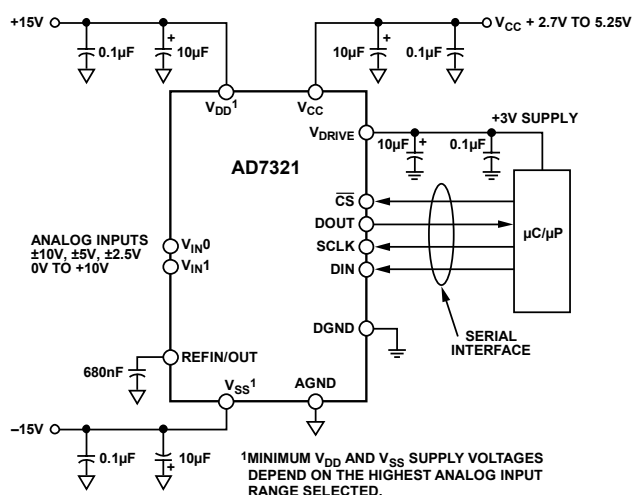 +15V
0.1µF
10µF
+
10µF
+
0.1µF
VCC + 2.7V TO 5.25V
VDD1
VCC
VDRIVE
+3V SUPPLY
10µF
+
0.1µF
AD7321
CS
DOUT
SCLK
DIN
µC/µP
ANALOG INPUTS
±10V, ±5V, ±2.5V
0V TO +10V
VIN0
VIN1
DGND
SERIAL
INTERFACE
REFIN/OUT
680nF
VSS1
AGND
–15V
0.1µF
10µF
+
1MINIMUM VDD AND VSS SUPPLY VOLTAGES
DEPEND ON THE HIGHEST ANALOG INPUT
RANGE SELECTED.